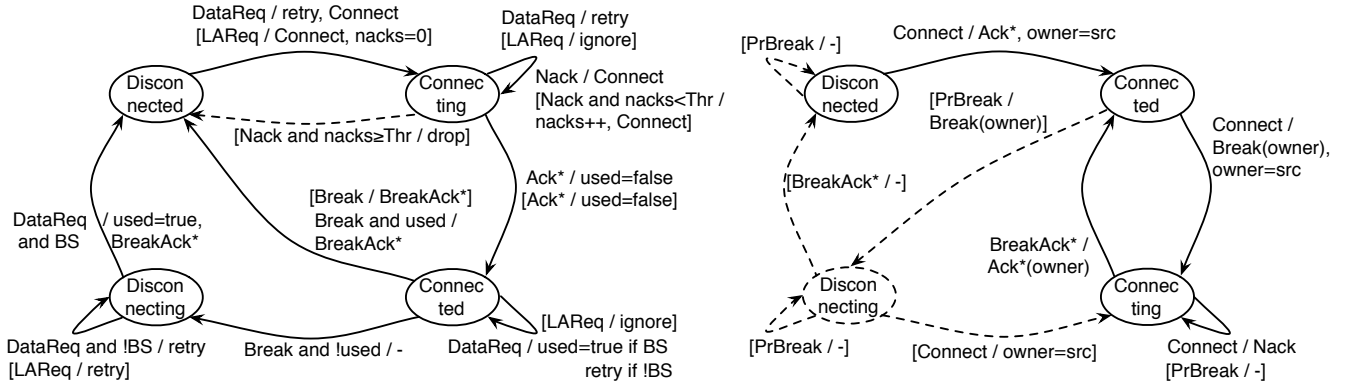 DataReq / retry, Connect
[LAReq / Connect, nacks=0]
DataReq / retry
[LAReq / ignore]
Discon
nected
Connec
ting
Nack / Connect
[Nack and nacks<Thr /
nacks++, Connect]
[Nack and nacks≥Thr / drop]
Ack* / used=false
[Ack* / used=false]
[Break / BreakAck*]
Break and used /
BreakAck*
DataReq / used=true,
and BS BreakAck*
Discon
necting
Connec
ted
[LAReq / ignore]
DataReq and !BS / retry
[LAReq / retry]
Break and !used / -
DataReq / used=true if BS
retry if !BS
[PrBreak / -]
Connect / Ack*, owner=src
Discon
nected
Connec
ted
[PrBreak /
Break(owner)]
Connect /
Break(owner),
owner=src
[BreakAck* / -]
BreakAck* /
Ack*(owner)
Discon
necting
Connec
ting
[PrBreak / -]
[Connect / owner=src]
Connect / Nack
[PrBreak / -]